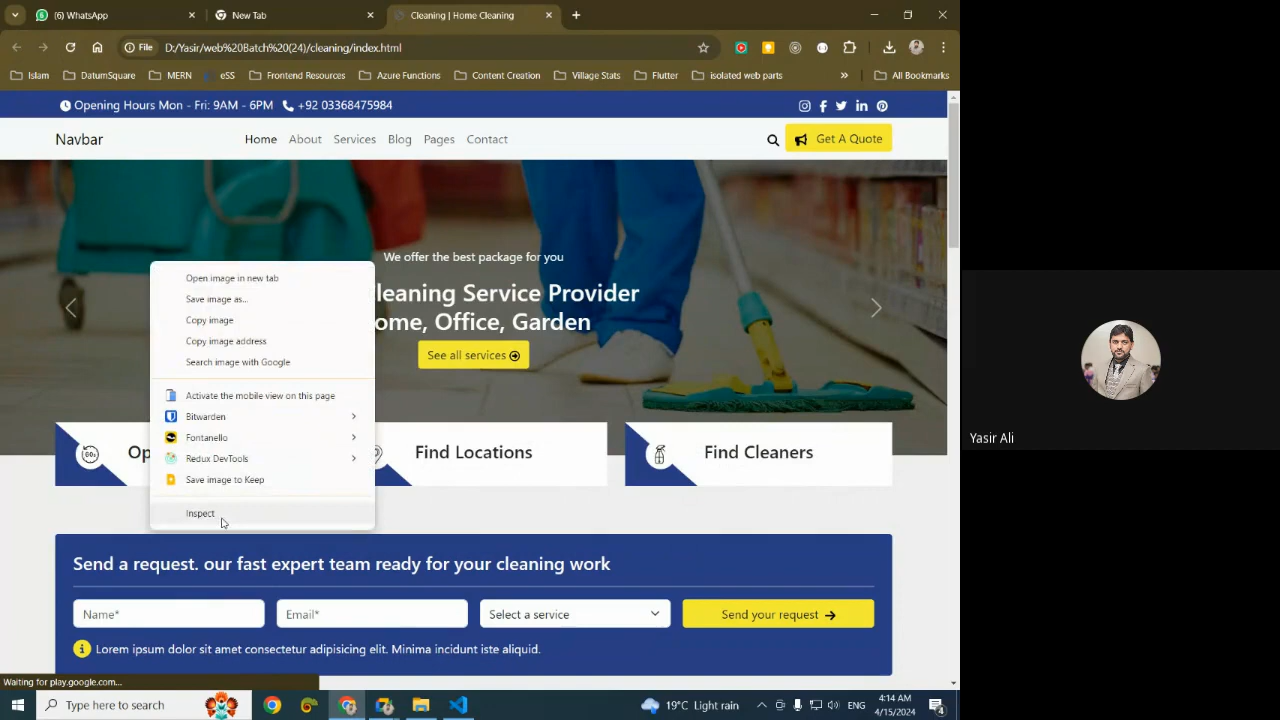 (6) WhatsApp
New Tab
Cleaning | Home Cleaning
File
D:/Yasir/web%20Batch%20(24)/cleaning/index.html
Islam
DatumSquare
MERN
eSS
Frontend Resources
Azure Functions
Content Creation
Village Stats
Flutter
isolated web parts
All Bookmarks
Opening Hours Mon - Fri: 9AM - 6PM
+92 03368475984
Navbar
Home
About
Services
Blog
Pages
Contact
Get A Quote
We offer the best package for you
leaning Service Provider
ome, Office, Garden
See all services
Open image in new tab
Save image as...
Copy image
Copy image address
Search image with Google
Activate the mobile view on this page
Bitwarden
Fontanello
Redux DevTools
Save image to Keep
Inspect
Op
Find Locations
Find Cleaners
Send a request. our fast expert team ready for your cleaning work
Name*
Email*
Select a service
Send your request
Lorem ipsum dolor sit amet consectetur adipisicing elit. Minima incidunt iste aliquid.
Waiting for play.google.com...
Type here to search
19°C Light rain
ENG
4:14 AM
4/15/2024
4
Yasir Ali